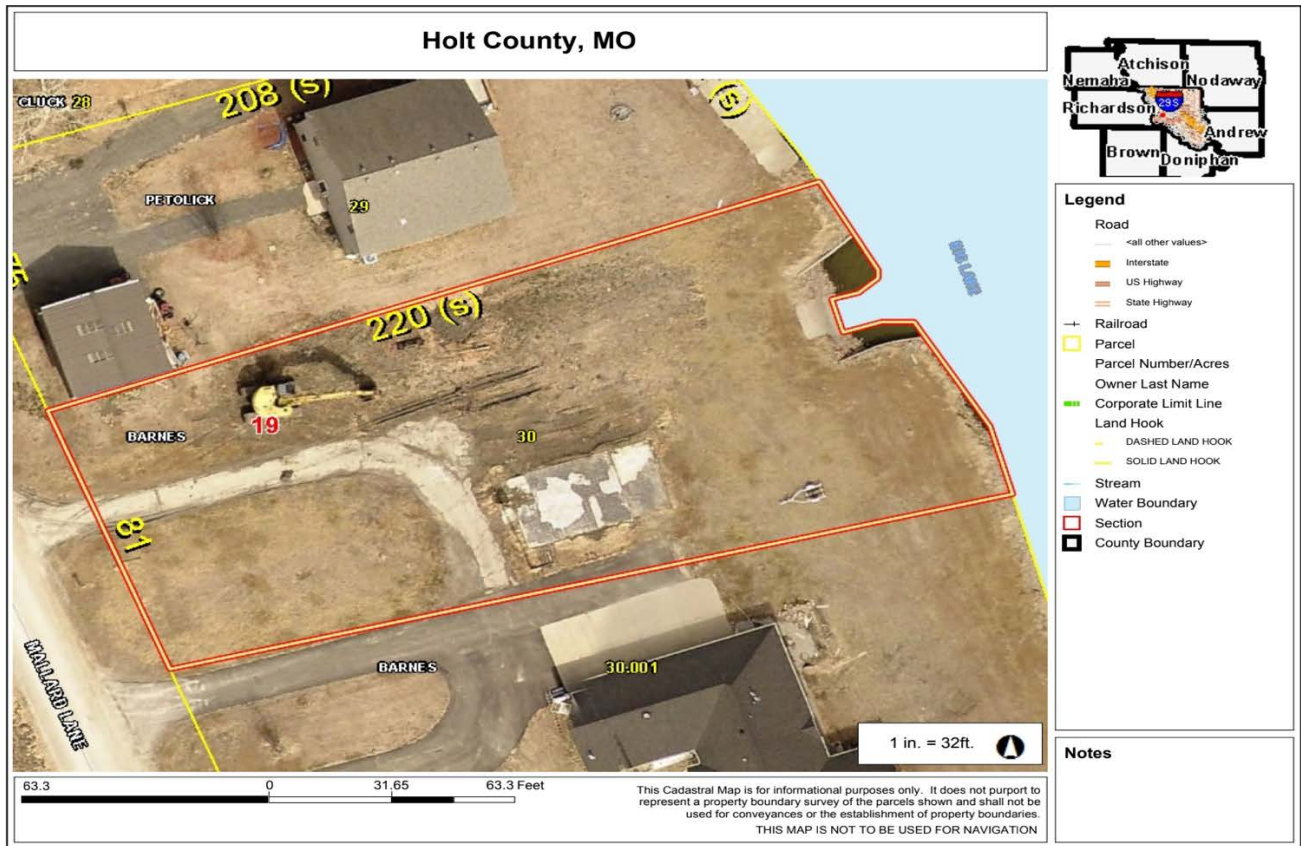 Holt County, MO
CLUCK 28
208 (s)
(s)
PETOLICK
29
220 (s)
BIG LAKE
BARNES
19
30
81
MALLARD LANE
BARNES
30.001
1 in. = 32ft.
Atchison
Nemaha
Nodaway
Richardson
29S
Andrew
Brown
Doniphan
Legend
Road
<all other values>
Interstate
US Highway
State Highway
Railroad
Parcel
Parcel Number/Acres
Owner Last Name
Corporate Limit Line
Land Hook
DASHED LAND HOOK
SOLID LAND HOOK
Stream
Water Boundary
Section
County Boundary
Notes
63.3 0 31.65 63.3 Feet
This Cadastral Map is for informational purposes only. It does not purport to
represent a property boundary survey of the parcels shown and shall not be
used for conveyances or the establishment of property boundaries.
THIS MAP IS NOT TO BE USED FOR NAVIGATION